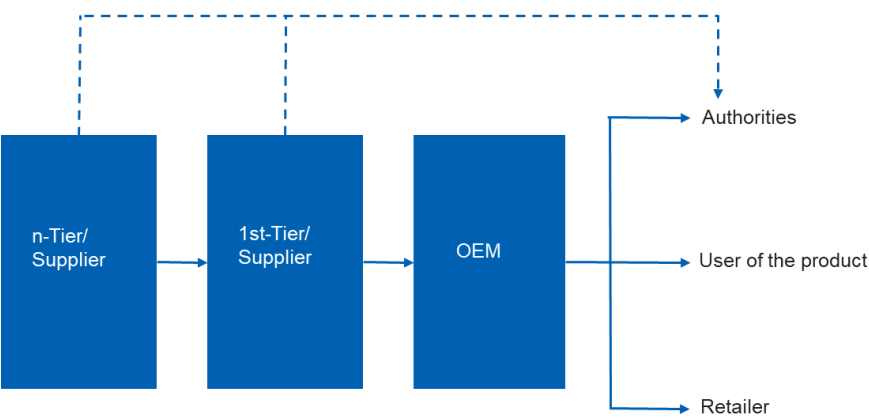 Authorities
n-Tier/
Supplier
1st-Tier/
Supplier
OEM
User of the product
Retailer